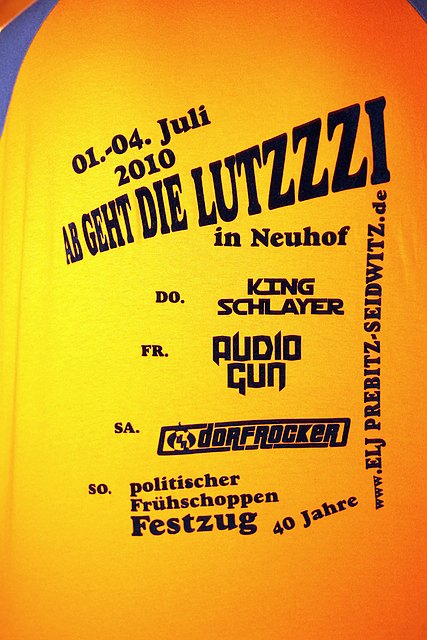 01.-04. Juli
2010
AB GEHT DIE LUTZZZI
in Neuhof
DO. KING SCHLAYER
FR. AUDIO GUN
SA. DORFROCKER
SO. politischer
Frühschoppen
Festzug 40 Jahre
www.ELJ PREBITZ-SEIDWITZ.de